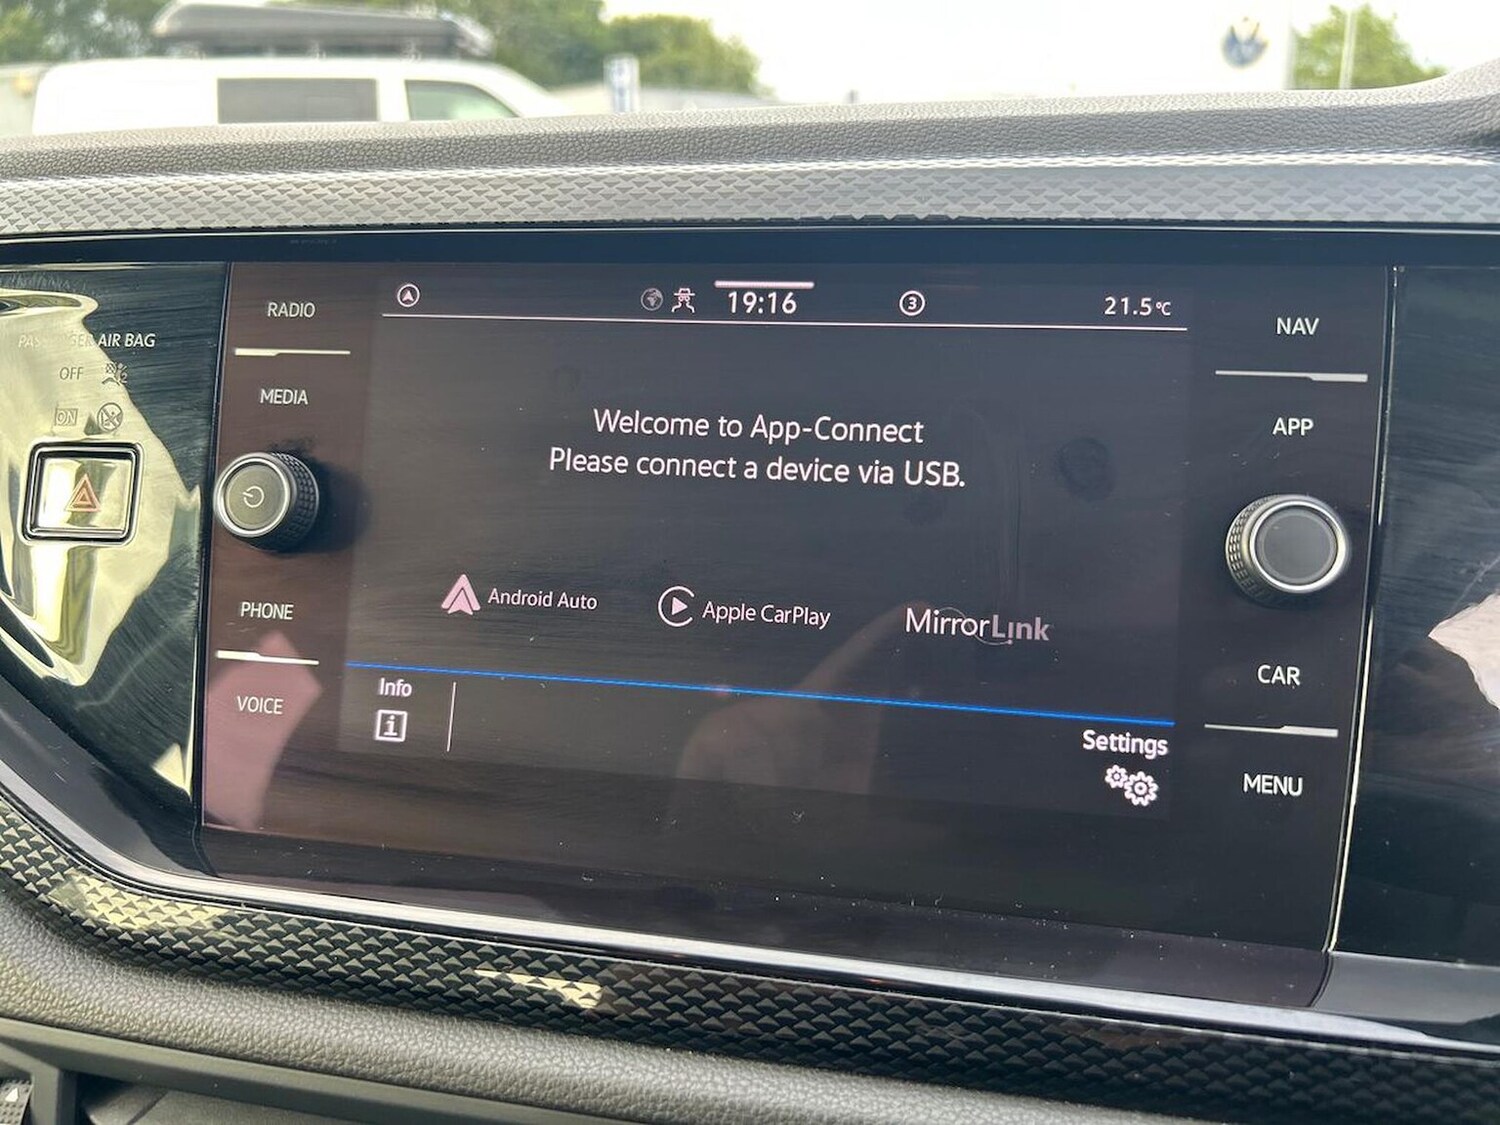 PASSENGER AIR BAG
OFF
ON
RADIO
MEDIA
PHONE
VOICE
19:16
3
21.5°C
Welcome to App-Connect
Please connect a device via USB.
Android Auto
Apple CarPlay
MirrorLink
Info
i
Settings
NAV
APP
CAR
MENU